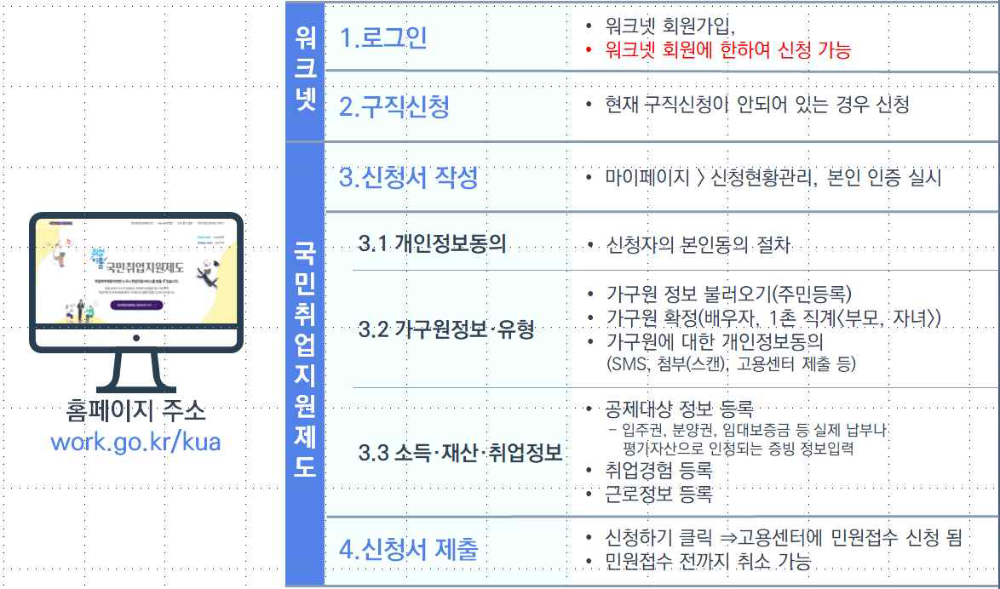 워크넷
1.로그인
• 워크넷 회원가입,
• 워크넷 회원에 한하여 신청 가능
2.구직신청
• 현재 구직신청이 안되어 있는 경우 신청
국민취업지원제도
3.신청서 작성
• 마이페이지 〉 신청현황관리, 본인 인증 실시
3.1 개인정보동의
• 신청자의 본인동의 절차
3.2 가구원정보·유형
• 가구원 정보 불러오기(주민등록)
• 가구원 확정(배우자, 1촌 직계〈부모, 자녀〉)
• 가구원에 대한 개인정보동의
(SMS, 첨부(스캔), 고용센터 제출 등)
3.3 소득·재산·취업정보
• 공제대상 정보 등록
- 입주권, 분양권, 임대보증금 등 실제 납부나
평가자산으로 인정되는 증빙 정보입력
• 취업경험 등록
• 근로정보 등록
4.신청서 제출
• 신청하기 클릭 ⇒고용센터에 민원접수 신청 됨
• 민원접수 전까지 취소 가능
취업
이룸
국민취업지원제도
홈페이지 주소
work.go.kr/kua